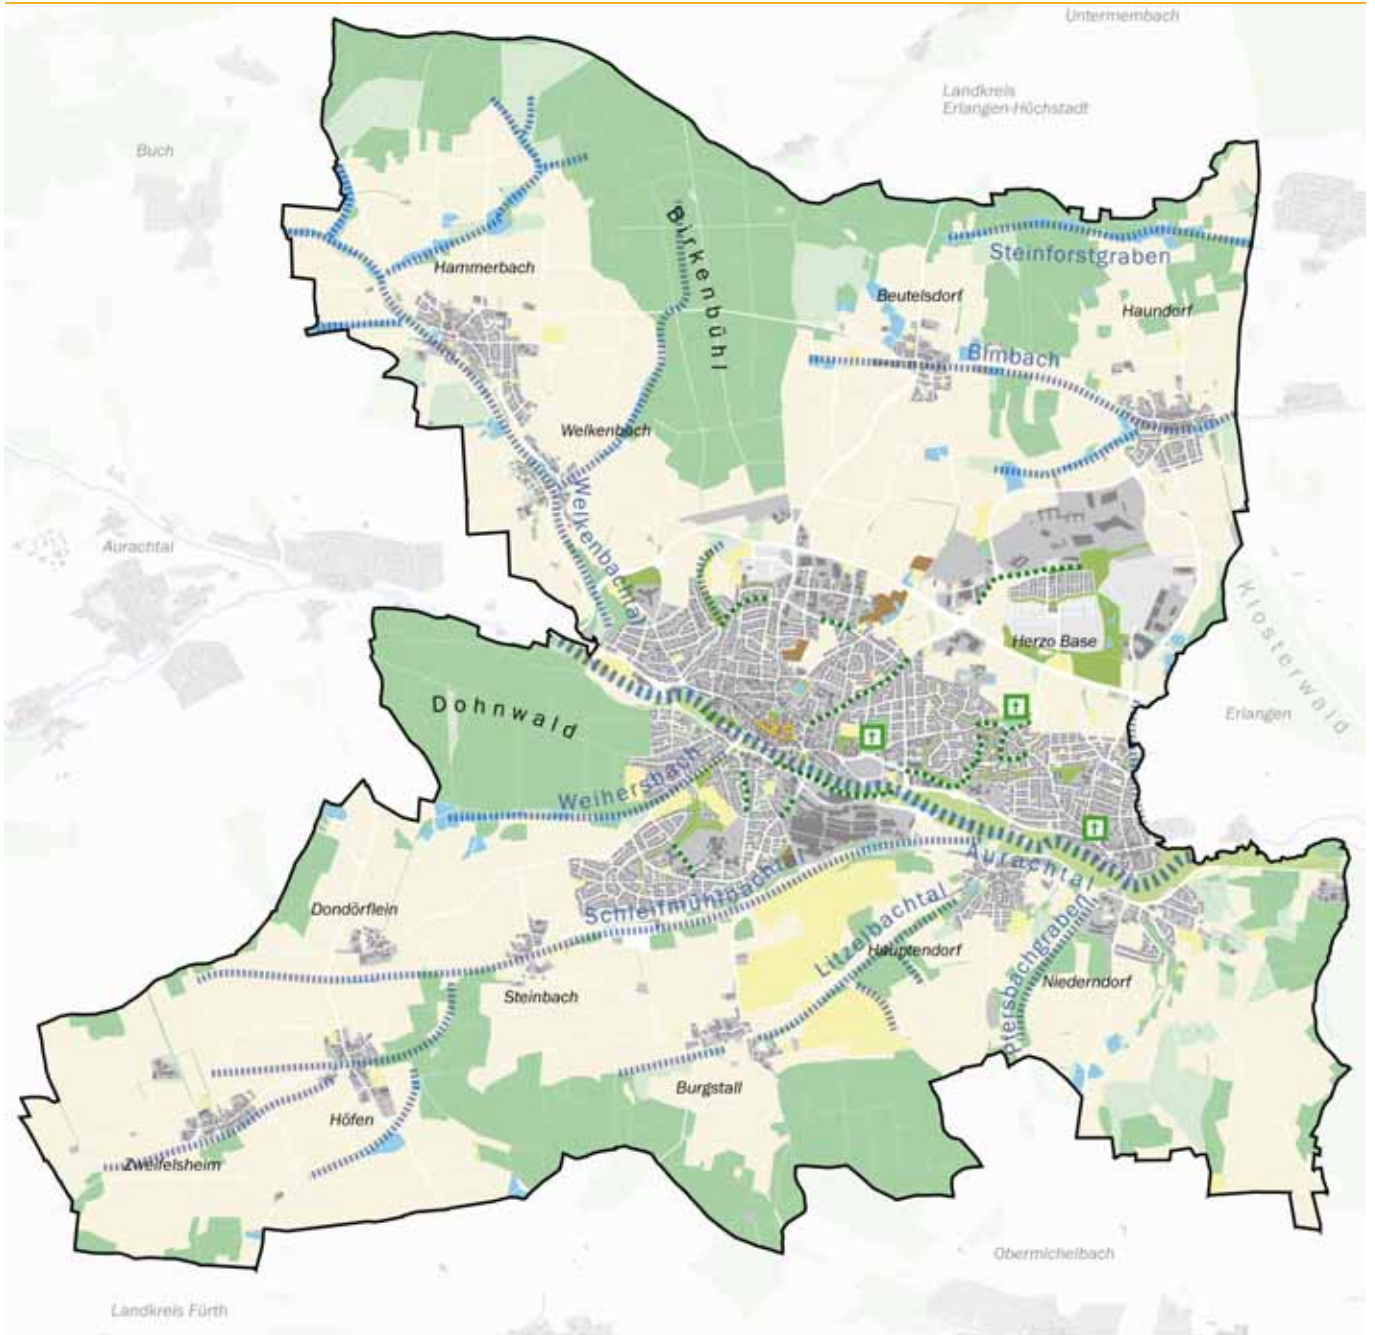 Untermembach
Landkreis
Erlangen-Höchstadt
Buch
Birkenbühl
Steinforstgraben
Hammerbach
Beutelsdorf
Haundorf
Bimbach
Welkenbach
Welkenbachtal
Aurachtal
Klosterwald
Herzo Base
Dohnwald
Erlangen
Weihersbach
Aurachtal
Schleifmühlbachtal
Litzelbachtal
Dondörflein
Hauptendorf
Pfersbachgraben
Niederndorf
Steinbach
Burgstall
Höfen
Zweifelsheim
Obermichelbach
Landkreis Fürth